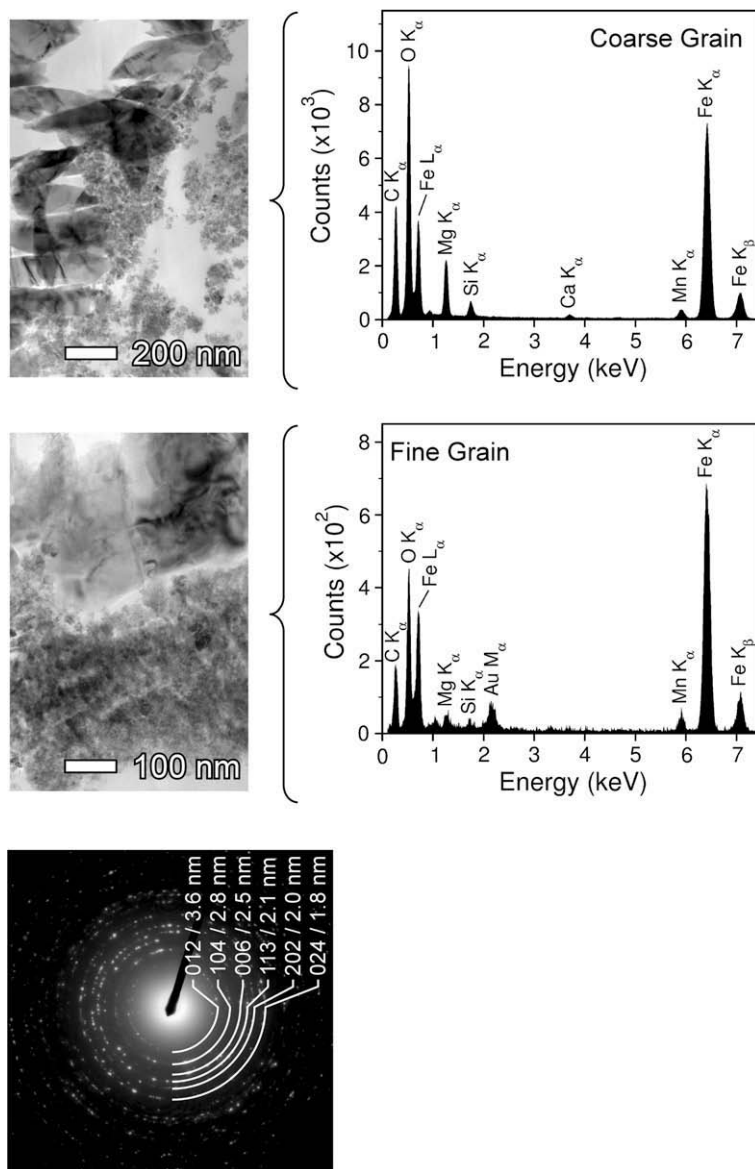 200 nm
Coarse Grain
Counts (x10³)
10
8
6
4
2
0
C Kα
O Kα
Fe Lα
Mg Kα
Si Kα
Ca Kα
Mn Kα
Fe Kα
Fe Kβ
0 1 2 3 4 5 6 7
Energy (keV)
100 nm
Fine Grain
Counts (x10²)
8
6
4
2
0
C Kα
O Kα
Fe Lα
Mg Kα
Si Kα
Au Mα
Mn Kα
Fe Kα
Fe Kβ
0 1 2 3 4 5 6 7
Energy (keV)
012 / 3.6 nm
104 / 2.8 nm
006 / 2.5 nm
113 / 2.1 nm
202 / 2.0 nm
024 / 1.8 nm